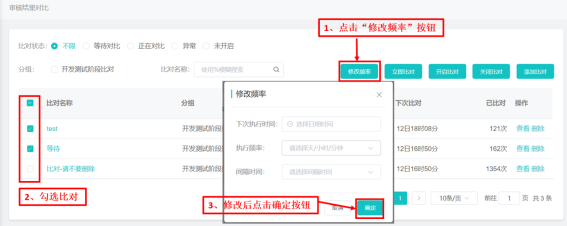 审核结果对比
1、点击“修改频率”按钮
比对状态: 不限 等待对比 正在对比 异常 未开启
分组: 开发测试阶段比对 比对名称: 使用%模糊搜索
修改频率 立即比对 开启比对 关闭比对 添加比对
修改频率
比对名称 分组 下次比对 已比对 操作
下次执行时间: 选择日期时间
test 开发测试阶段 12日18时08分 121次 查看 删除
执行频率: 请选择天/小时/分钟
等待 开发测试阶段 12日16时50分 162次 查看 删除
间隔时间: 请选择间隔时间
比对-请不要删除 开发测试阶段 12日16时50分 1354次 查看 删除
2、勾选比对
3、修改后点击确定按钮
取消 确定
1 10条/页 前往 1 页 共 3 条